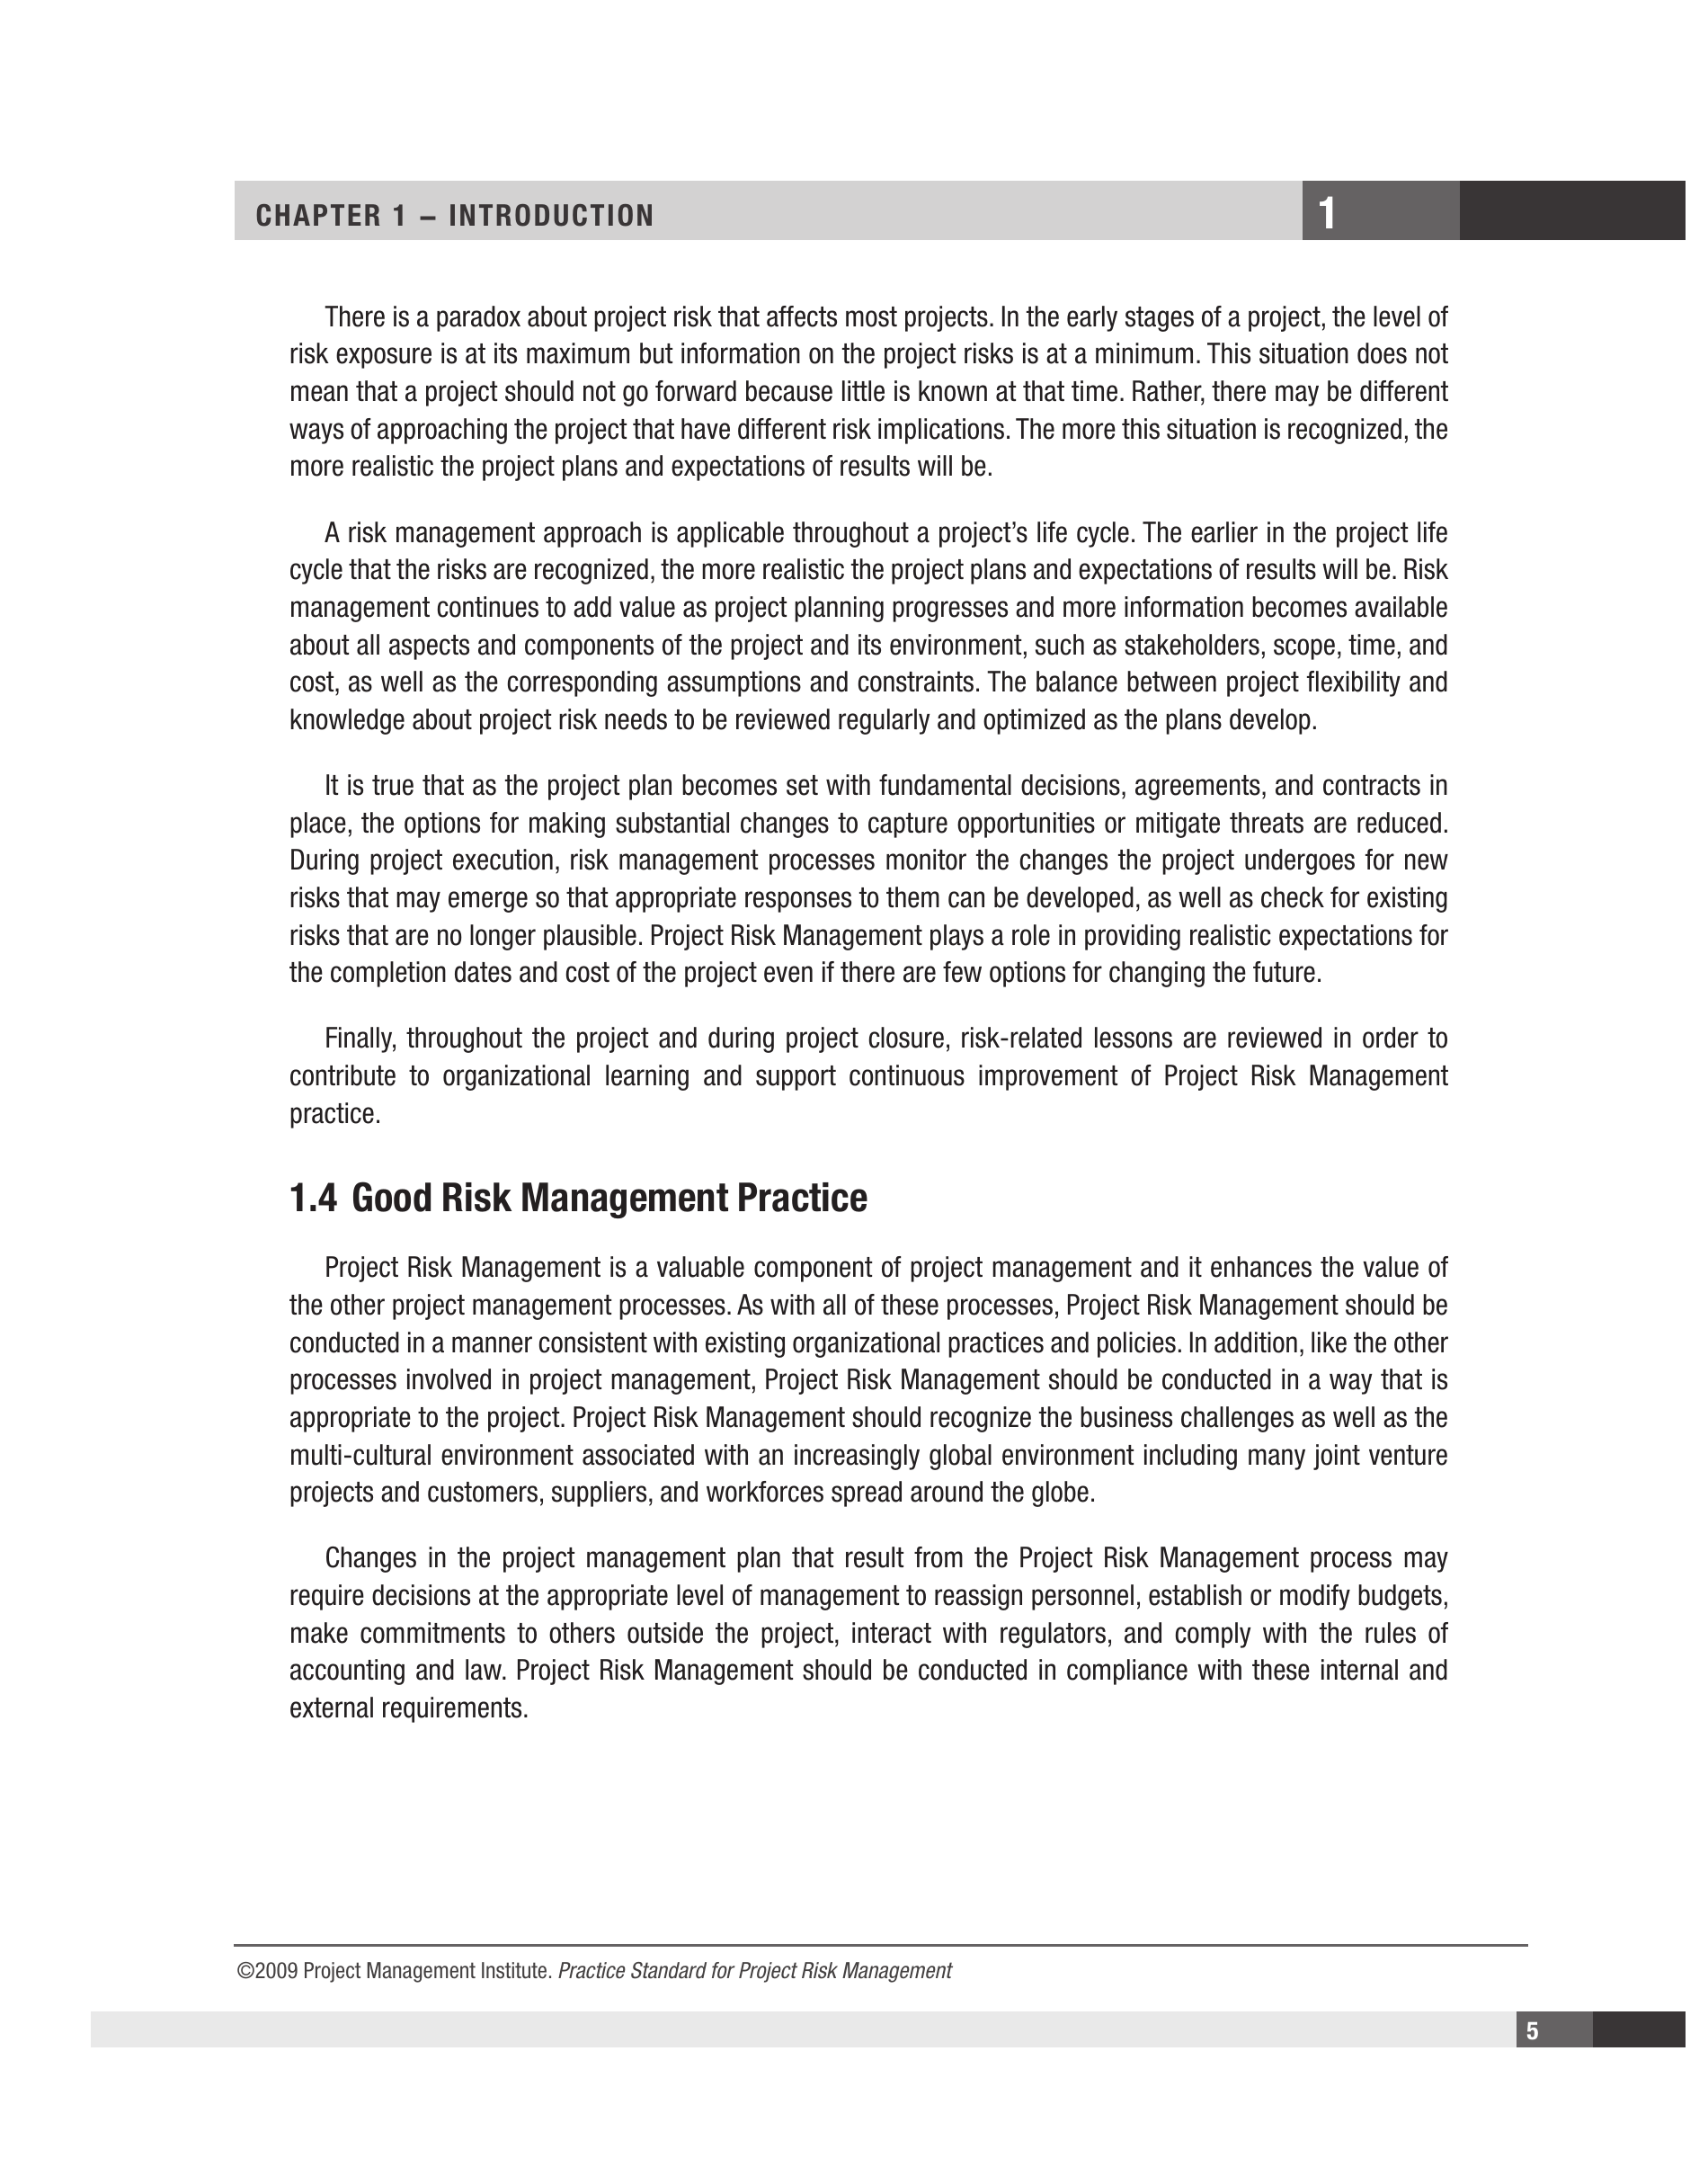 CHAPTER 1 – INTRODUCTION
1
There is a paradox about project risk that affects most projects. In the early stages of a project, the level of
risk exposure is at its maximum but information on the project risks is at a minimum. This situation does not
mean that a project should not go forward because little is known at that time. Rather, there may be different
ways of approaching the project that have different risk implications. The more this situation is recognized, the
more realistic the project plans and expectations of results will be.
A risk management approach is applicable throughout a project’s life cycle. The earlier in the project life
cycle that the risks are recognized, the more realistic the project plans and expectations of results will be. Risk
management continues to add value as project planning progresses and more information becomes available
about all aspects and components of the project and its environment, such as stakeholders, scope, time, and
cost, as well as the corresponding assumptions and constraints. The balance between project flexibility and
knowledge about project risk needs to be reviewed regularly and optimized as the plans develop.
It is true that as the project plan becomes set with fundamental decisions, agreements, and contracts in
place, the options for making substantial changes to capture opportunities or mitigate threats are reduced.
During project execution, risk management processes monitor the changes the project undergoes for new
risks that may emerge so that appropriate responses to them can be developed, as well as check for existing
risks that are no longer plausible. Project Risk Management plays a role in providing realistic expectations for
the completion dates and cost of the project even if there are few options for changing the future.
Finally, throughout the project and during project closure, risk-related lessons are reviewed in order to
contribute to organizational learning and support continuous improvement of Project Risk Management
practice.
1.4 Good Risk Management Practice
Project Risk Management is a valuable component of project management and it enhances the value of
the other project management processes. As with all of these processes, Project Risk Management should be
conducted in a manner consistent with existing organizational practices and policies. In addition, like the other
processes involved in project management, Project Risk Management should be conducted in a way that is
appropriate to the project. Project Risk Management should recognize the business challenges as well as the
multi-cultural environment associated with an increasingly global environment including many joint venture
projects and customers, suppliers, and workforces spread around the globe.
Changes in the project management plan that result from the Project Risk Management process may
require decisions at the appropriate level of management to reassign personnel, establish or modify budgets,
make commitments to others outside the project, interact with regulators, and comply with the rules of
accounting and law. Project Risk Management should be conducted in compliance with these internal and
external requirements.
©2009 Project Management Institute. Practice Standard for Project Risk Management
5